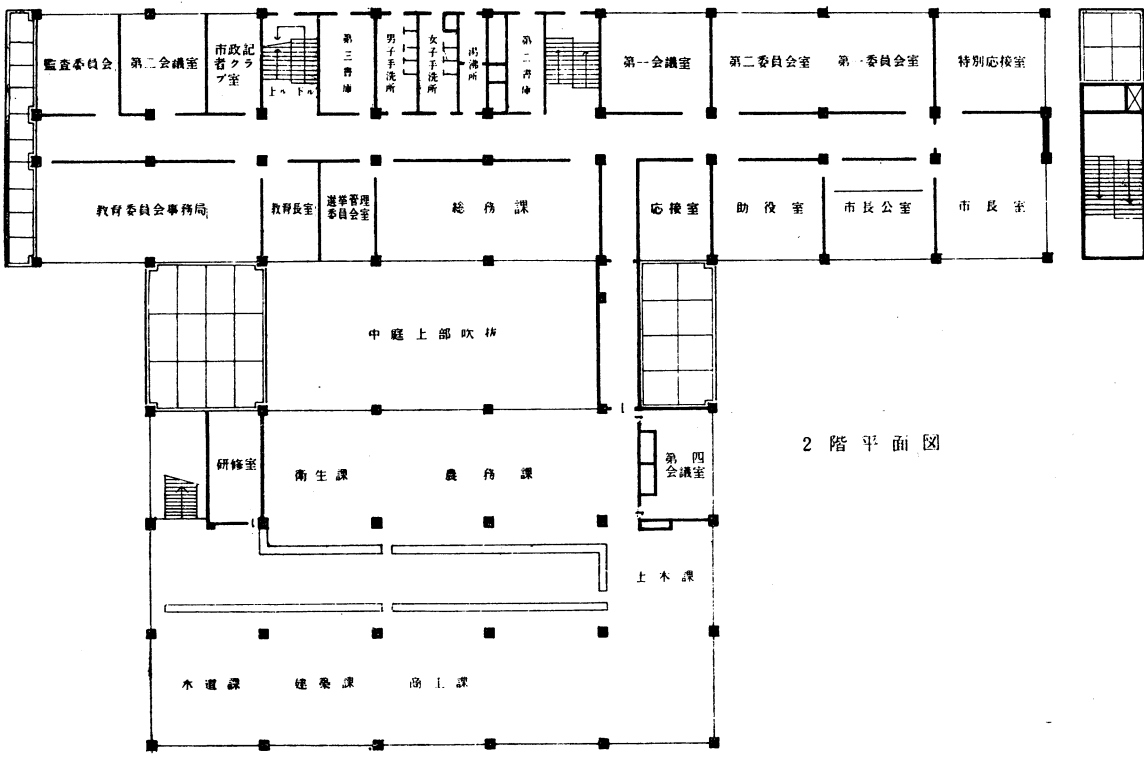 監査委員会
第二会議室
市政記
者クラ
ブ室
上ル
下ル
第三書庫
男子手洗所
女子手洗所
湯沸所
第二書庫
第一会議室
第二委員会室
第一委員会室
特別応接室
教育委員会事務局
教育長室
選挙管理
委員会室
総務課
応接室
助役室
市長公室
市長室
中庭上部吹抜
研修室
衛生課
農務課
第四
会議室
2階平面図
土木課
水道課
建築課
商工課